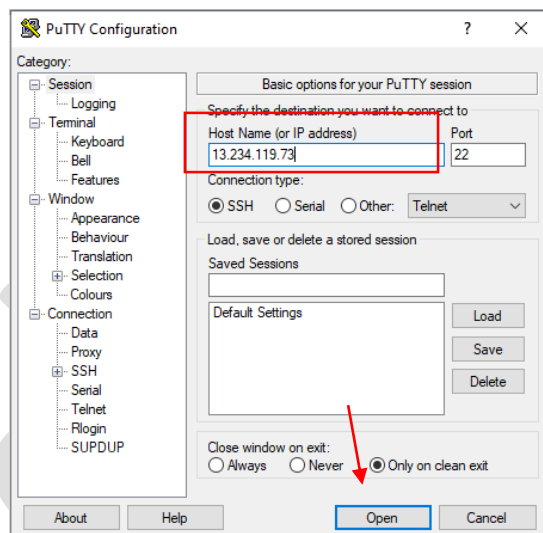 PuTTY Configuration
? ×
Category:
Session
Logging
Terminal
Keyboard
Bell
Features
Window
Appearance
Behaviour
Translation
Selection
Colours
Connection
Data
Proxy
SSH
Serial
Telnet
Rlogin
SUPDUP
Basic options for your PuTTY session
Specify the destination you want to connect to
Host Name (or IP address) Port
13.234.119.73 22
Connection type:
SSH Serial Other: Telnet
Load, save or delete a stored session
Saved Sessions
Default Settings
Load
Save
Delete
Close window on exit:
Always Never Only on clean exit
About Help Open Cancel